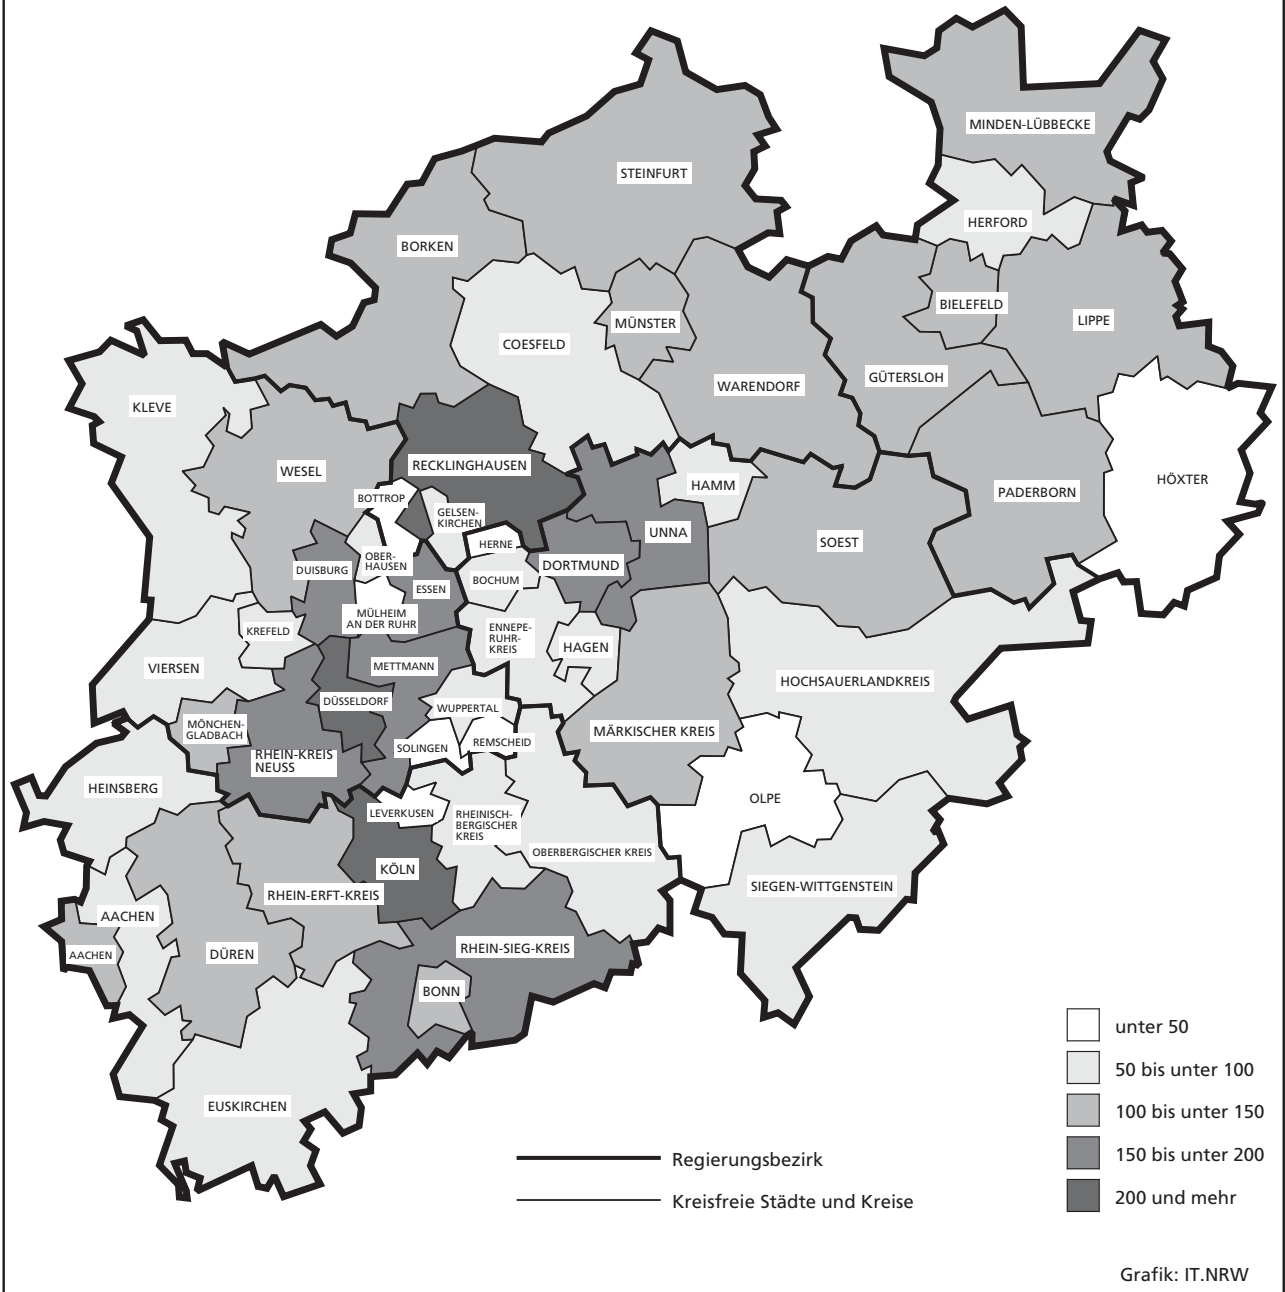 MINDEN-LÜBBECKE
STEINFURT
HERFORD
BORKEN
BIELEFELD
MÜNSTER
LIPPE
COESFELD
GÜTERSLOH
WARENDORF
KLEVE
RECKLINGHAUSEN
WESEL
HÖXTER
HAMM
PADERBORN
BOTTROP
GELSEN-
KIRCHEN
UNNA
HERNE
SOEST
OBER-
HAUSEN
DUISBURG
DORTMUND
BOCHUM
ESSEN
MÜLHEIM
AN DER RUHR
KREFELD
ENNEPE-
RUHR-
KREIS
HAGEN
VIERSEN
METTMANN
HOCHSAUERLANDKREIS
DÜSSELDORF
WUPPERTAL
MÖNCHEN-
GLADBACH
MÄRKISCHER KREIS
REMSCHEID
SOLINGEN
RHEIN-KREIS
NEUSS
HEINSBERG
OLPE
LEVERKUSEN
RHEINISCH-
BERGISCHER
KREIS
OBERBERGISCHER KREIS
KÖLN
SIEGEN-WITTGENSTEIN
RHEIN-ERFT-KREIS
AACHEN
RHEIN-SIEG-KREIS
DÜREN
AACHEN
BONN
EUSKIRCHEN
unter 50
50 bis unter 100
100 bis unter 150
150 bis unter 200
200 und mehr
Regierungsbezirk
Kreisfreie Städte und Kreise
Grafik: IT.NRW